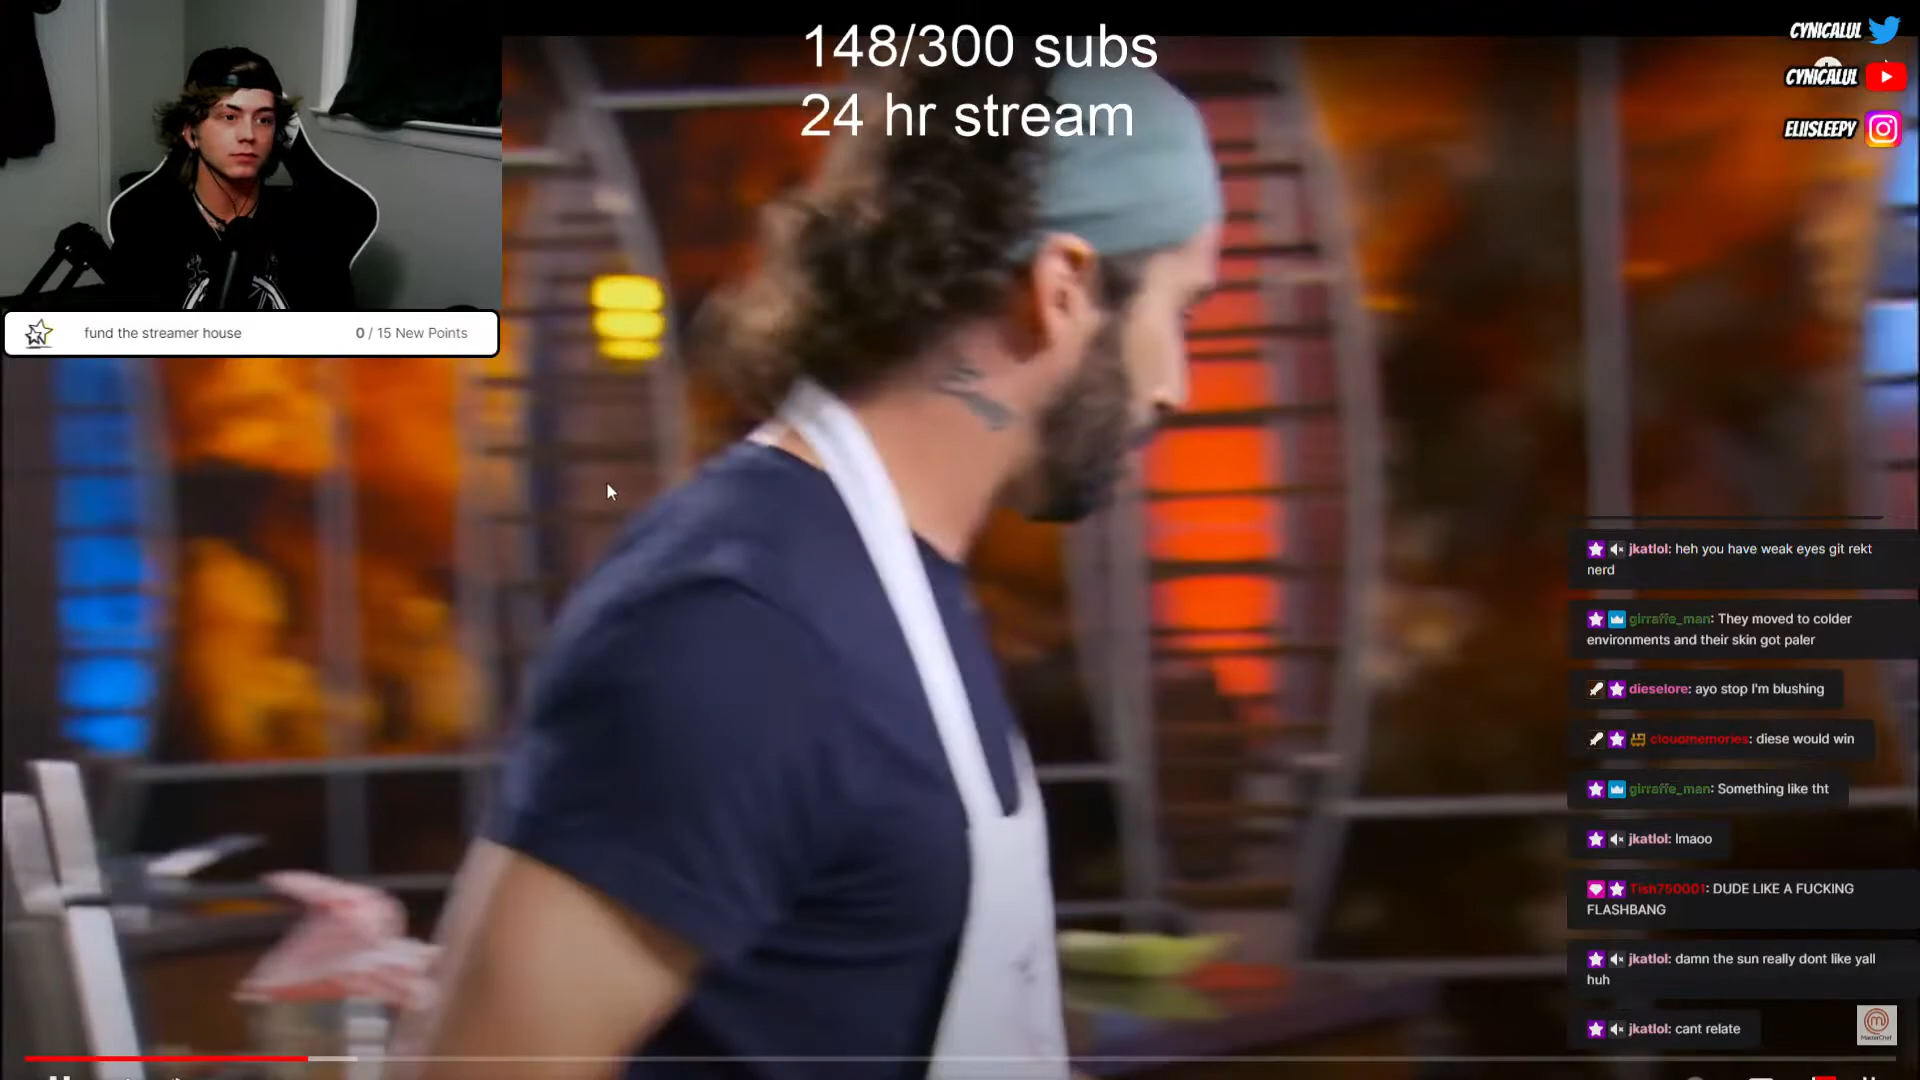 148/300 subs
24 hr stream
CYNICALUL
CYNICALUL
ELIISLEEPY
fund the streamer house 0 / 15 New Points
jkatlol: heh you have weak eyes git rekt
nerd
girraffe_man: They moved to colder
environments and their skin got paler
dieselore: ayo stop I'm blushing
cloudmemories: diese would win
girraffe_man: Something like tht
jkatlol: lmaoo
Tish750001: DUDE LIKE A FUCKING
FLASHBANG
jkatlol: damn the sun really dont like yall
huh
jkatlol: cant relate
MasterChef